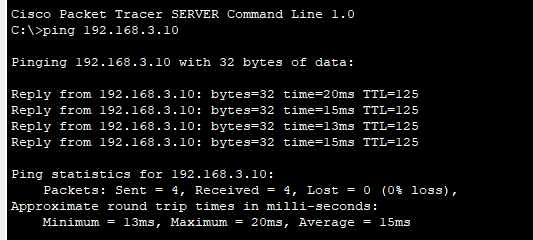 Cisco Packet Tracer SERVER Command Line 1.0
C:\>ping 192.168.3.10
Pinging 192.168.3.10 with 32 bytes of data:
Reply from 192.168.3.10: bytes=32 time=20ms TTL=125
Reply from 192.168.3.10: bytes=32 time=15ms TTL=125
Reply from 192.168.3.10: bytes=32 time=13ms TTL=125
Reply from 192.168.3.10: bytes=32 time=15ms TTL=125
Ping statistics for 192.168.3.10:
    Packets: Sent = 4, Received = 4, Lost = 0 (0% loss),
Approximate round trip times in milli-seconds:
    Minimum = 13ms, Maximum = 20ms, Average = 15ms